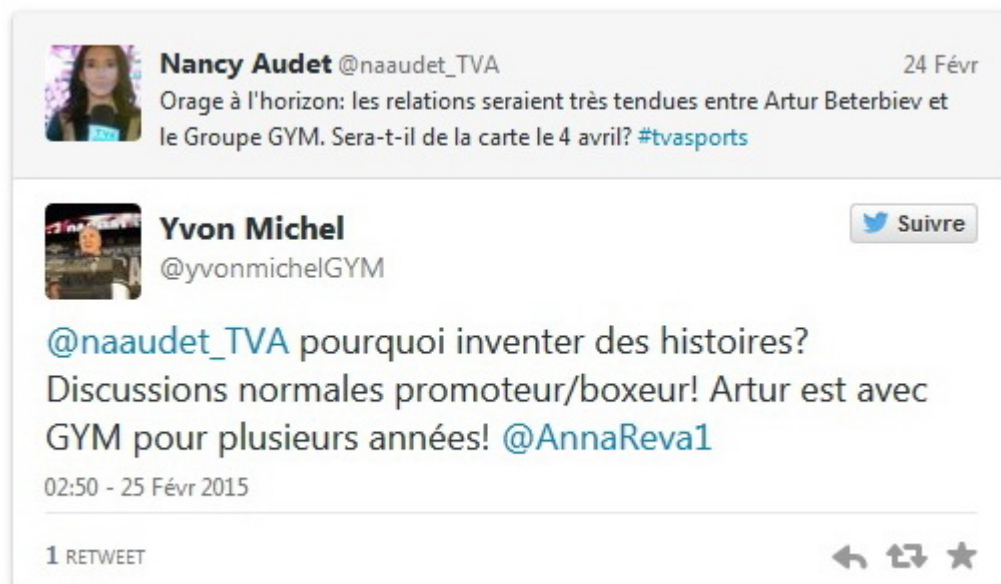 Nancy Audet @naaudet_TVA 24 Févr
Orage à l'horizon: les relations seraient très tendues entre Artur Beterbiev et
le Groupe GYM. Sera-t-il de la carte le 4 avril? #tvasports
TVA
Yvon Michel
Suivre
@yvonmichelGYM
@naaudet_TVA pourquoi inventer des histoires?
Discussions normales promoteur/boxeur! Artur est avec
GYM pour plusieurs années! @AnnaReva1
02:50 - 25 Févr 2015
1 RETWEET